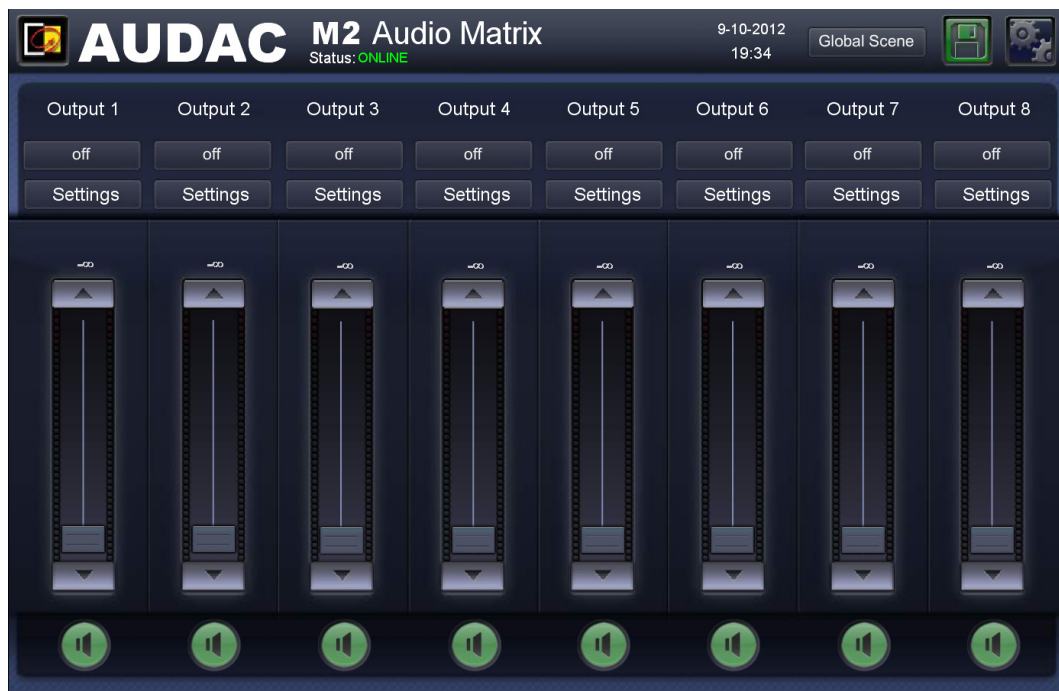 AUDAC M2 Audio Matrix 9-10-2012 Global Scene
Status: ONLINE 19:34
Output 1 Output 2 Output 3 Output 4 Output 5 Output 6 Output 7 Output 8
off off off off off off off off
Settings Settings Settings Settings Settings Settings Settings Settings
-∞ -∞ -∞ -∞ -∞ -∞ -∞ -∞